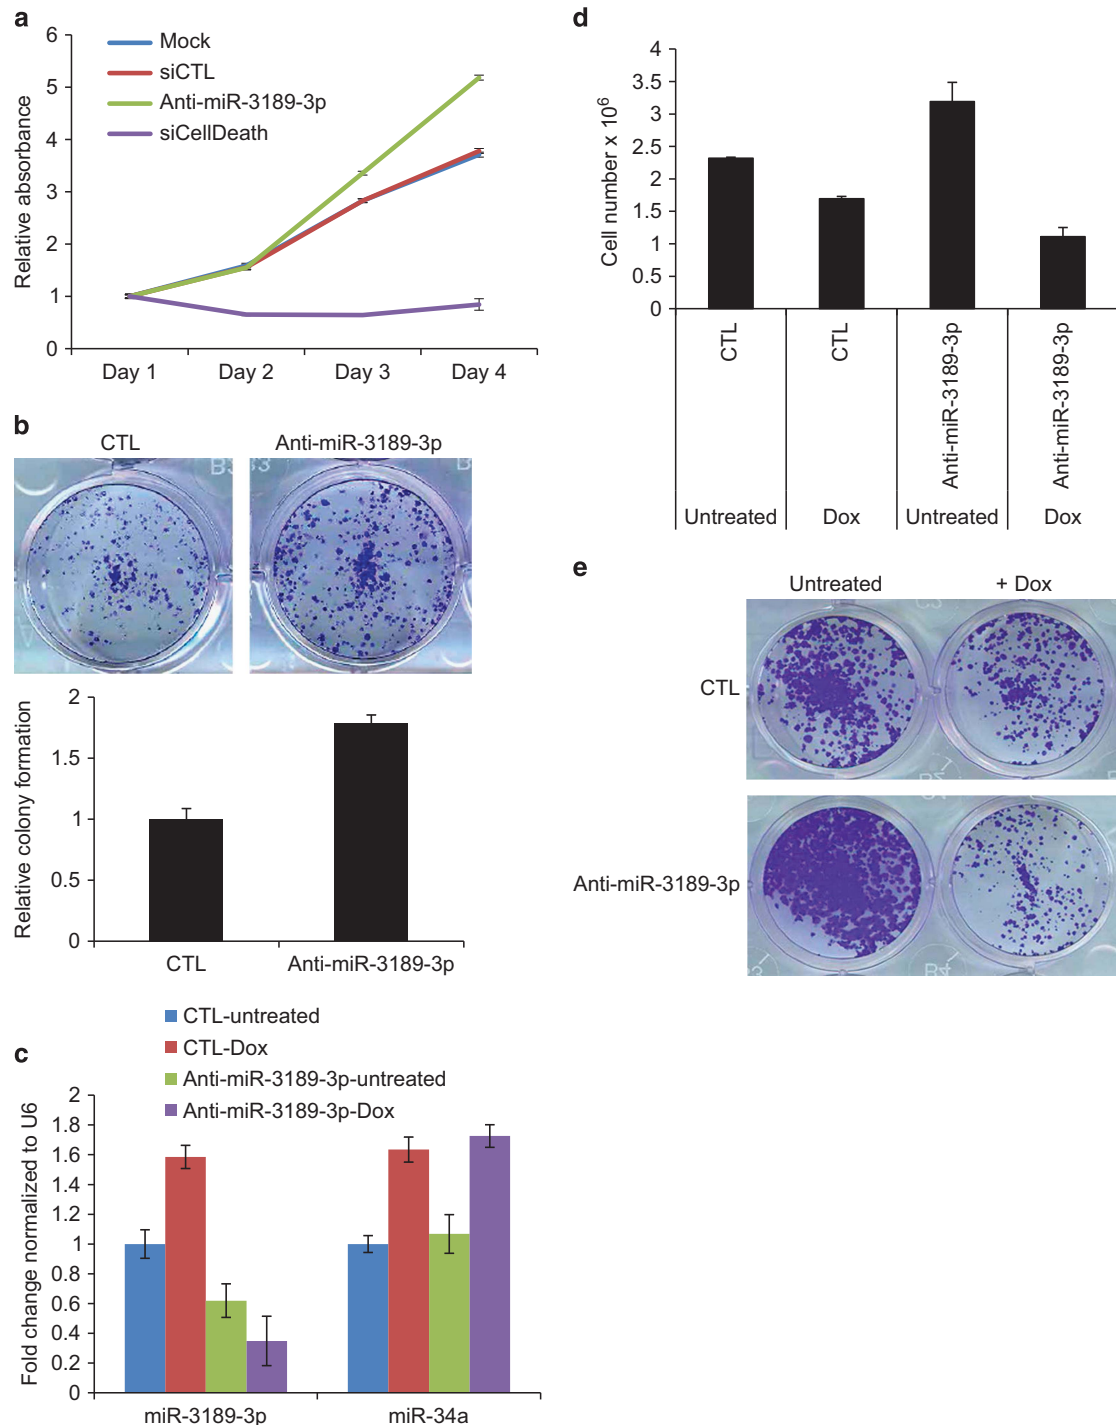 a
6
5
4
3
2
1
0
Relative absorbance
Mock
siCTL
Anti-miR-3189-3p
siCellDeath
Day 1 Day 2 Day 3 Day 4
b
CTL Anti-miR-3189-3p
2
1.5
1
0.5
0
Relative colony formation
CTL Anti-miR-3189-3p
c
CTL-untreated
CTL-Dox
Anti-miR-3189-3p-untreated
Anti-miR-3189-3p-Dox
2
1.8
1.6
1.4
1.2
1
0.8
0.6
0.4
0.2
0
Fold change normalized to U6
miR-3189-3p miR-34a
d
4
3.5
3
2.5
2
1.5
1
0.5
0
Cell number x 10⁶
CTL CTL Anti-miR-3189-3p Anti-miR-3189-3p
Untreated Dox Untreated Dox
e
Untreated + Dox
CTL
Anti-miR-3189-3p